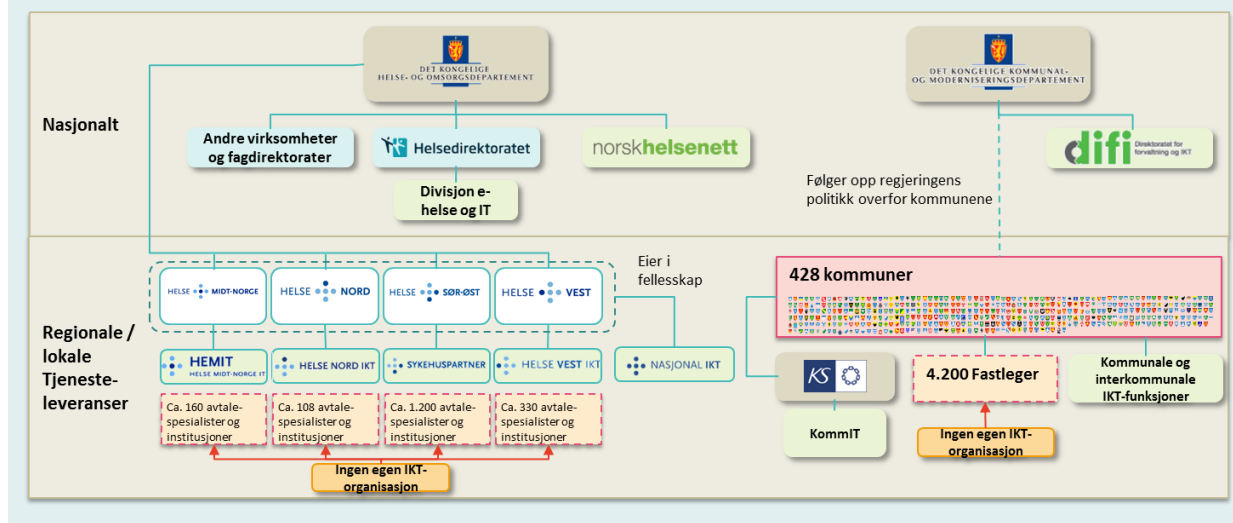 DET KONGELIGE
HELSE- OG OMSORGSDEPARTEMENT
DET KONGELIGE KOMMUNAL-
OG MODERNISERINGSDEPARTEMENT
Nasjonalt
Andre virksomheter
og fagdirektorater
Helsedirektoratet
norskhelsenett
difi
Direktoratet for
forvaltning og IKT
Divisjon e-
helse og IT
Følger opp regjeringens
politikk overfor kommunene
Regionale /
lokale
Tjeneste-
leveranser
HELSE MIDT-NORGE
HELSE NORD
HELSE SØR-ØST
HELSE VEST
Eier i
fellesskap
428 kommuner
HEMIT
HELSE MIDT-NORGE IT
HELSE NORD IKT
SYKEHUSPARTNER
HELSE VEST IKT
NASJONAL IKT
KS
4.200 Fastleger
Kommunale og
interkommunale
IKT-funksjoner
Ca. 160 avtale-
spesialister og
institusjoner
Ca. 108 avtale-
spesialister og
institusjoner
Ca. 1.200 avtale-
spesialister og
institusjoner
Ca. 330 avtale-
spesialister og
institusjoner
KommIT
Ingen egen IKT-
organisasjon
Ingen egen IKT-
organisasjon